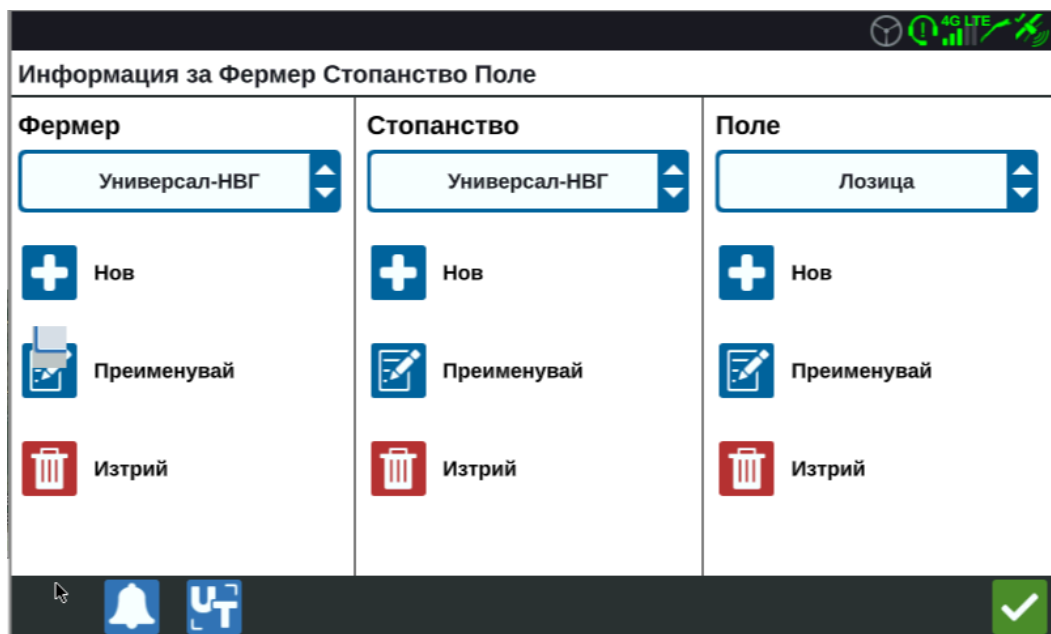 4G LTE
Информация за Фермер Стопанство Поле
Фермер
Стопанство
Поле
Универсал-НВГ
Универсал-НВГ
Лозица
Нов
Нов
Нов
Преименувай
Преименувай
Преименувай
Изтрий
Изтрий
Изтрий
UT